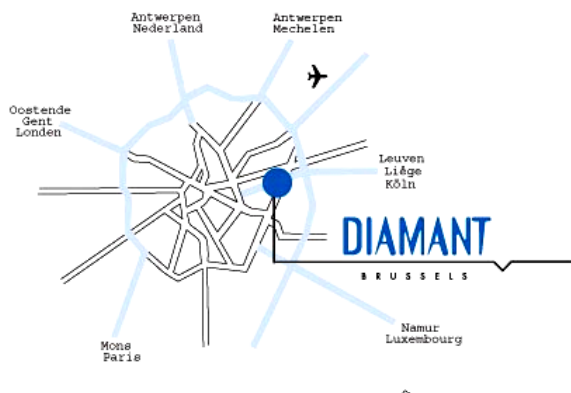 Antwerpen
Nederland
Antwerpen
Mechelen
Oostende
Gent
Londen
Leuven
Liège
Köln
DIAMANT
BRUSSELS
Namur
Luxembourg
Mons
Paris